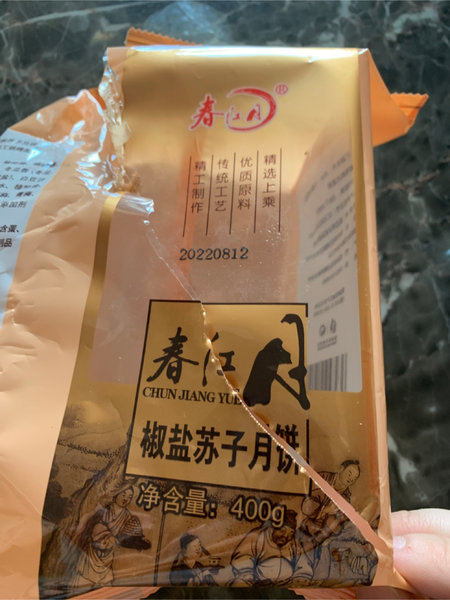 春江月®
精选上乘
优质原料
传统工艺
精工制作
20220812
春江月
CHUN JIANG YUE
椒盐苏子月饼
净含量：400g